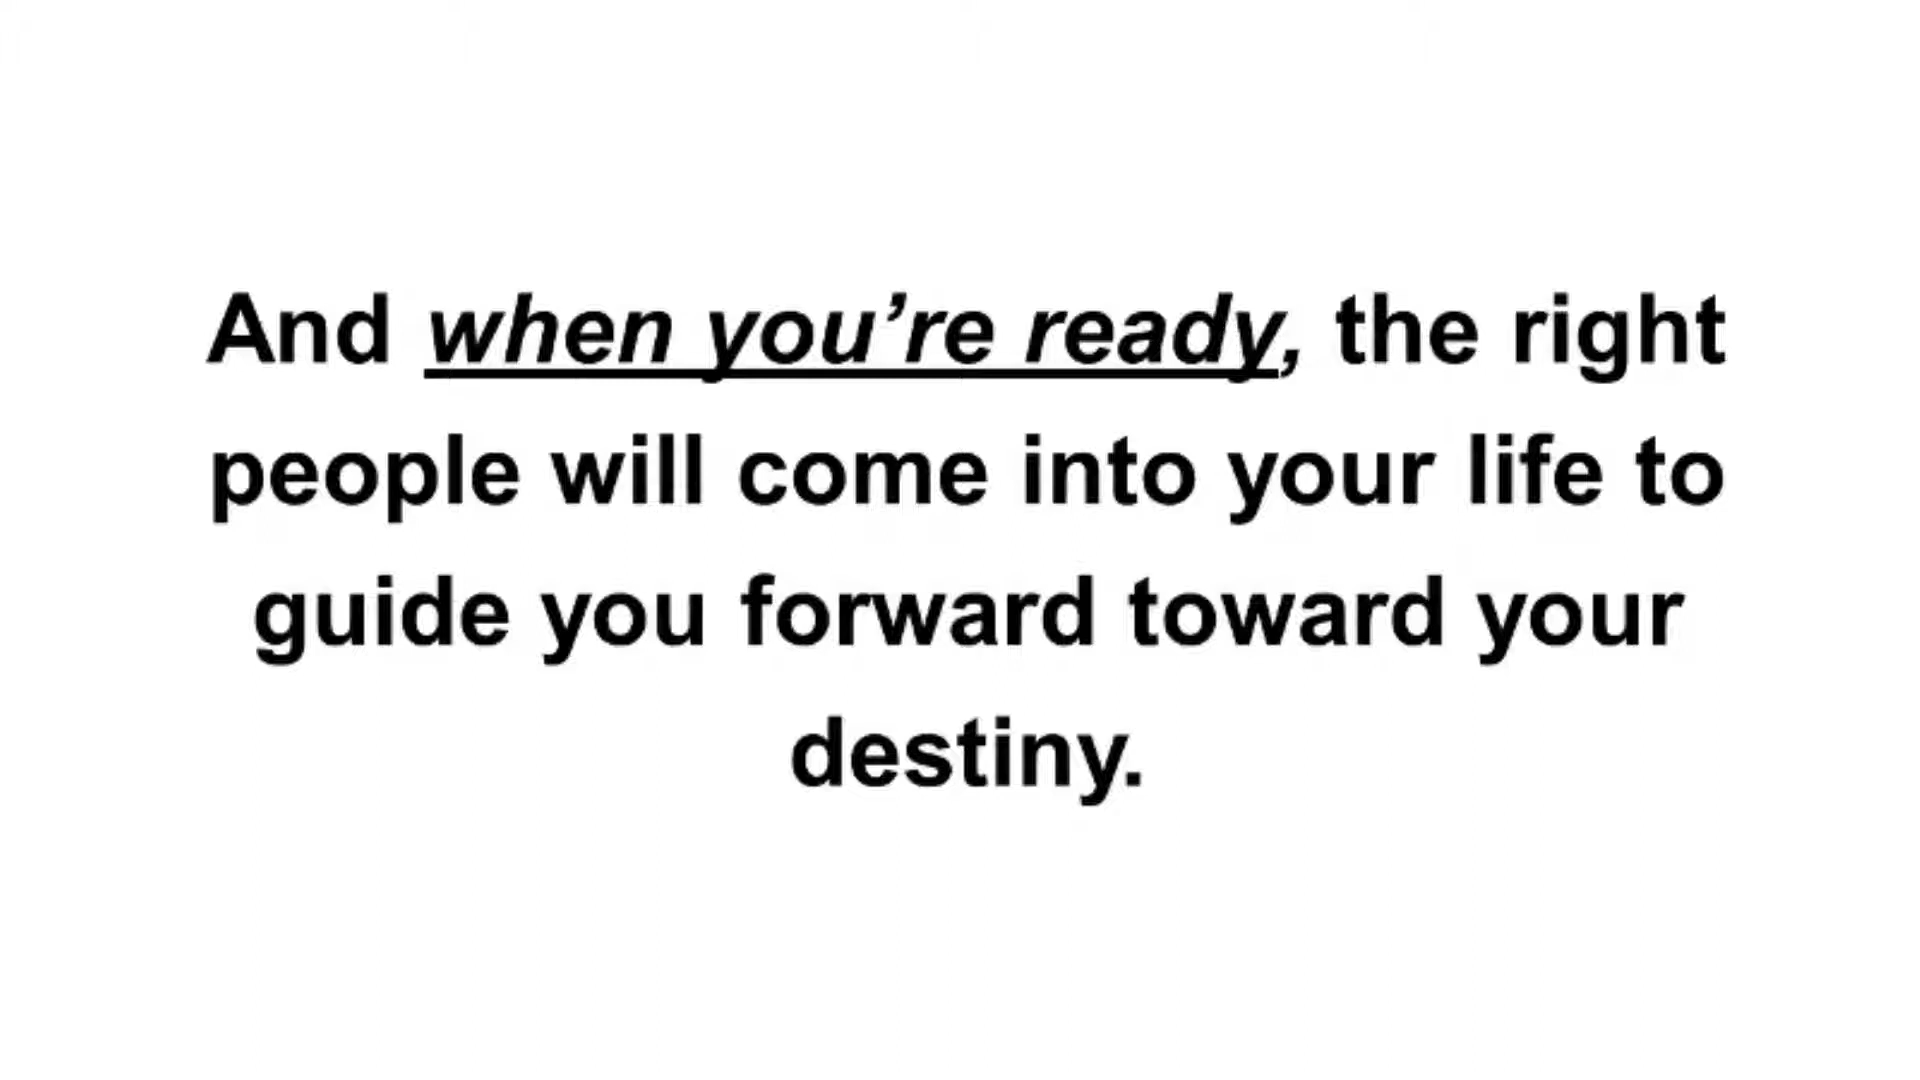 And when you’re ready, the right
people will come into your life to
guide you forward toward your
destiny.